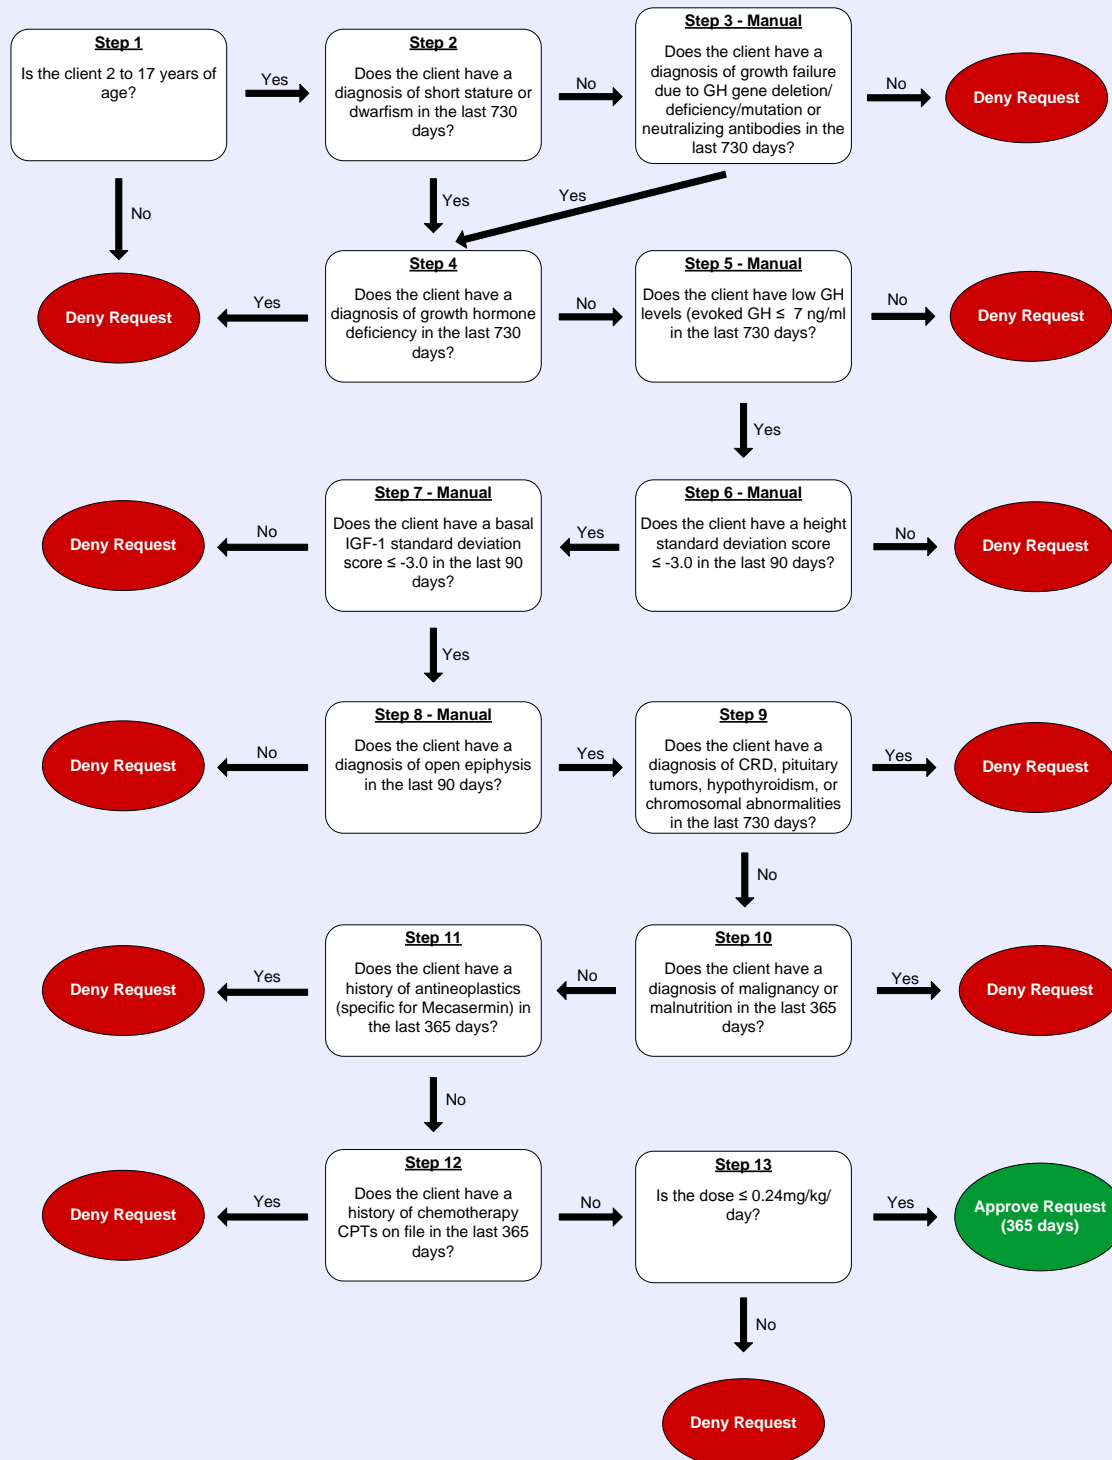 Step 1
Is the client 2 to 17 years of
age?
Yes
Step 2
Does the client have a
diagnosis of short stature or
dwarfism in the last 730
days?
No
Step 3 - Manual
Does the client have a
diagnosis of growth failure
due to GH gene deletion/
deficiency/mutation or
neutralizing antibodies in the
last 730 days?
No
Deny Request
No
Yes
Yes
Deny Request
Yes
Step 4
Does the client have a
diagnosis of growth hormone
deficiency in the last 730
days?
No
Step 5 - Manual
Does the client have low GH
levels (evoked GH ≤ 7 ng/ml
in the last 730 days?
No
Deny Request
Yes
Deny Request
No
Step 7 - Manual
Does the client have a basal
IGF-1 standard deviation
score ≤ -3.0 in the last 90
days?
Yes
Step 6 - Manual
Does the client have a height
standard deviation score
≤ -3.0 in the last 90 days?
No
Deny Request
Yes
Deny Request
No
Step 8 - Manual
Does the client have a
diagnosis of open epiphysis
in the last 90 days?
Yes
Step 9
Does the client have a
diagnosis of CRD, pituitary
tumors, hypothyroidism, or
chromosomal abnormalities
in the last 730 days?
Yes
Deny Request
No
Deny Request
Yes
Step 11
Does the client have a
history of antineoplastics
(specific for Mecasermin) in
the last 365 days?
No
Step 10
Does the client have a
diagnosis of malignancy or
malnutrition in the last 365
days?
Yes
Deny Request
No
Deny Request
Yes
Step 12
Does the client have a
history of chemotherapy
CPTs on file in the last 365
days?
No
Step 13
Is the dose ≤ 0.24mg/kg/
day?
Yes
Approve Request
(365 days)
No
Deny Request